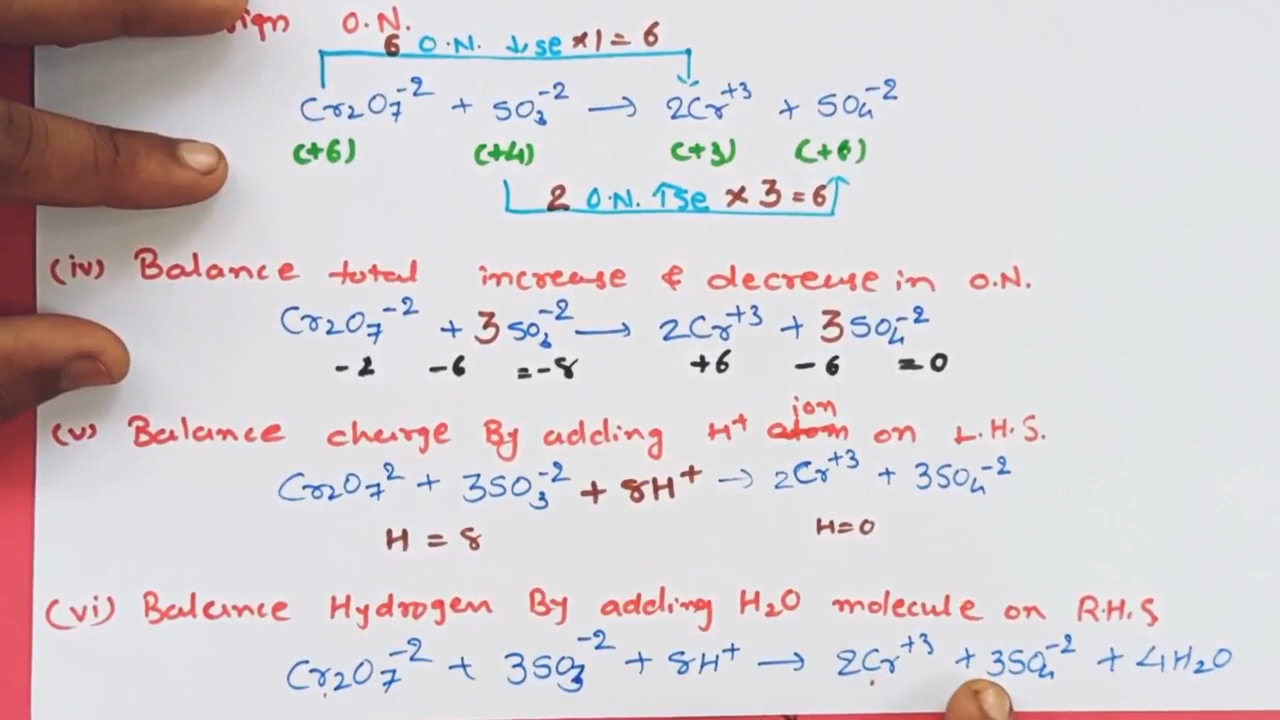 O.N.
6 O.N. ↓se ×1 = 6
Cr₂O₇⁻² + SO₃⁻² → 2Cr⁺³ + SO₄⁻²
(+6) (+4) (+3) (+6)
2 O.N. ↑se × 3 = 6
(iv) Balance total increase & decrease in O.N.
Cr₂O₇⁻² + 3SO₃⁻² → 2Cr⁺³ + 3SO₄⁻²
-2 -6 =-8 +6 -6 =0
ion
(v) Balance charge By adding H⁺ atom on L.H.S.
Cr₂O₇⁻² + 3SO₃⁻² + 8H⁺ → 2Cr⁺³ + 3SO₄⁻²
H = 8 H=0
(vi) Balance Hydrogen By adding H₂O molecule on R.H.S
Cr₂O₇⁻² + 3SO₃⁻² + 8H⁺ → 2Cr⁺³ + 3SO₄⁻² + 4H₂O